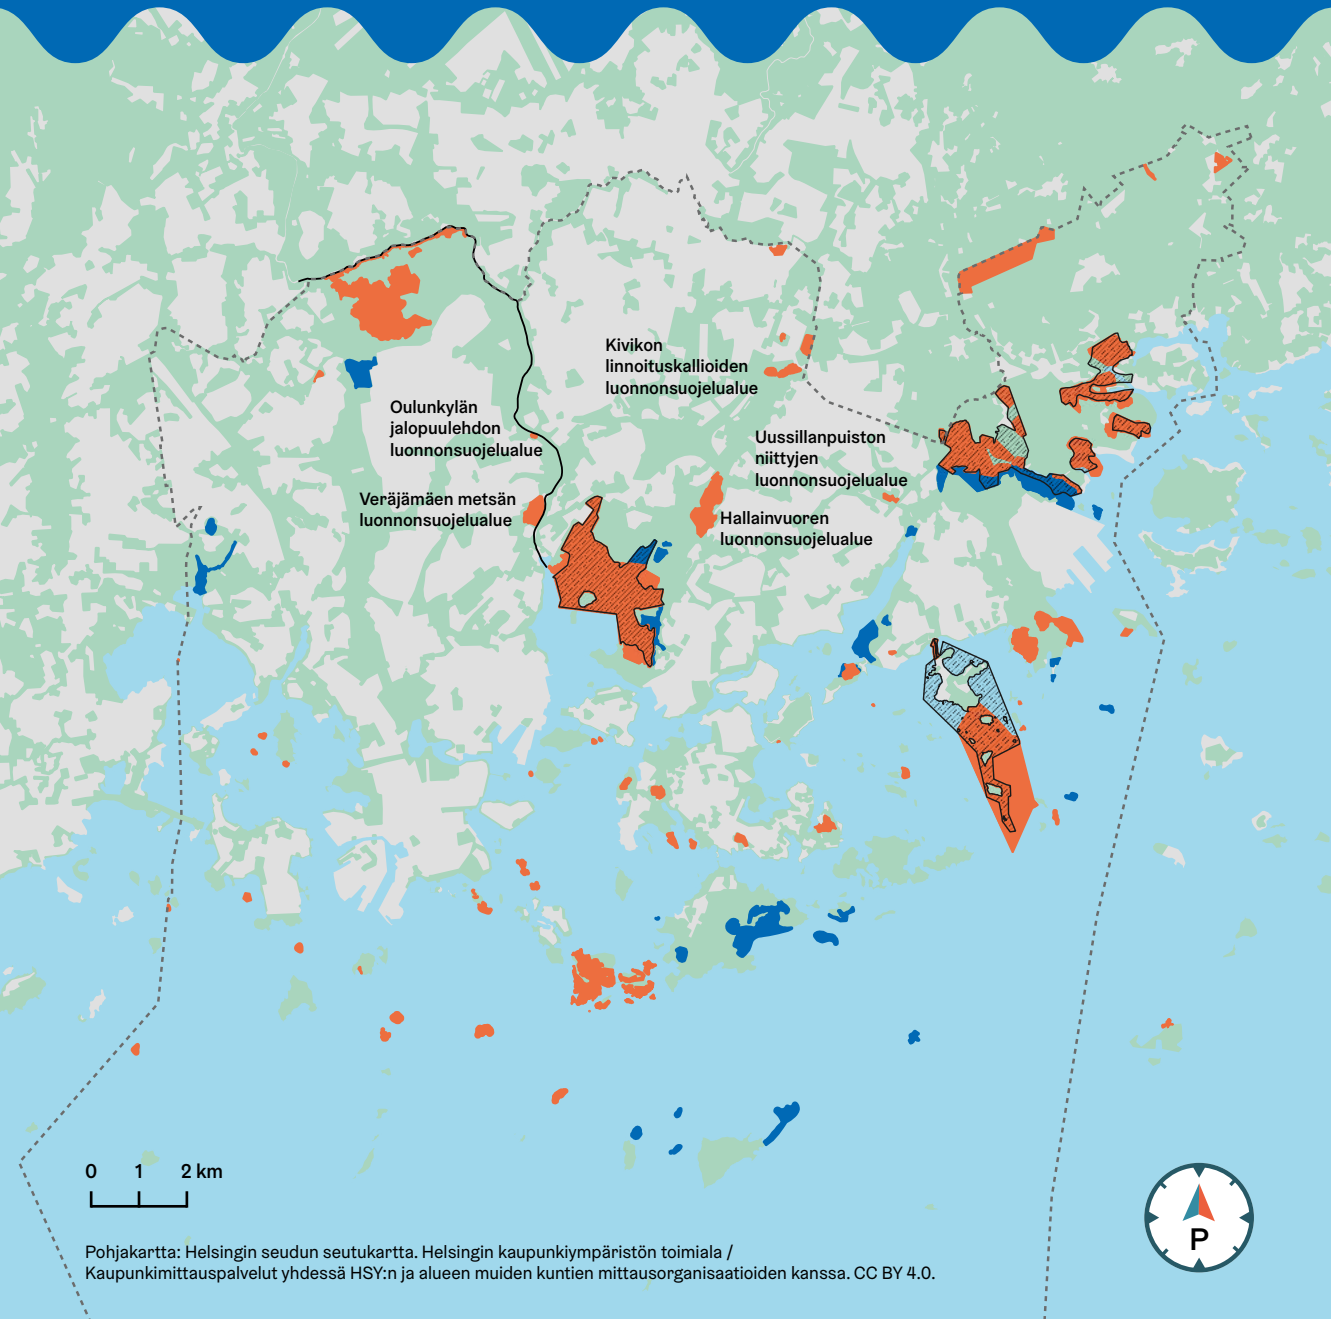 Kivikon
linnoituskallioiden
luonnonsuojelualue
Oulunkylän
jalopuulehdon
luonnonsuojelualue
Uussillanpuiston
niittyjen
luonnonsuojelualue
Veräjämäen metsän
luonnonsuojelualue
Hallainvuoren
luonnonsuojelualue
0 1 2 km
P
Pohjakartta: Helsingin seudun seutukartta. Helsingin kaupunkiympäristön toimiala /
Kaupunkimittauspalvelut yhdessä HSY:n ja alueen muiden kuntien mittausorganisaatioiden kanssa. CC BY 4.0.